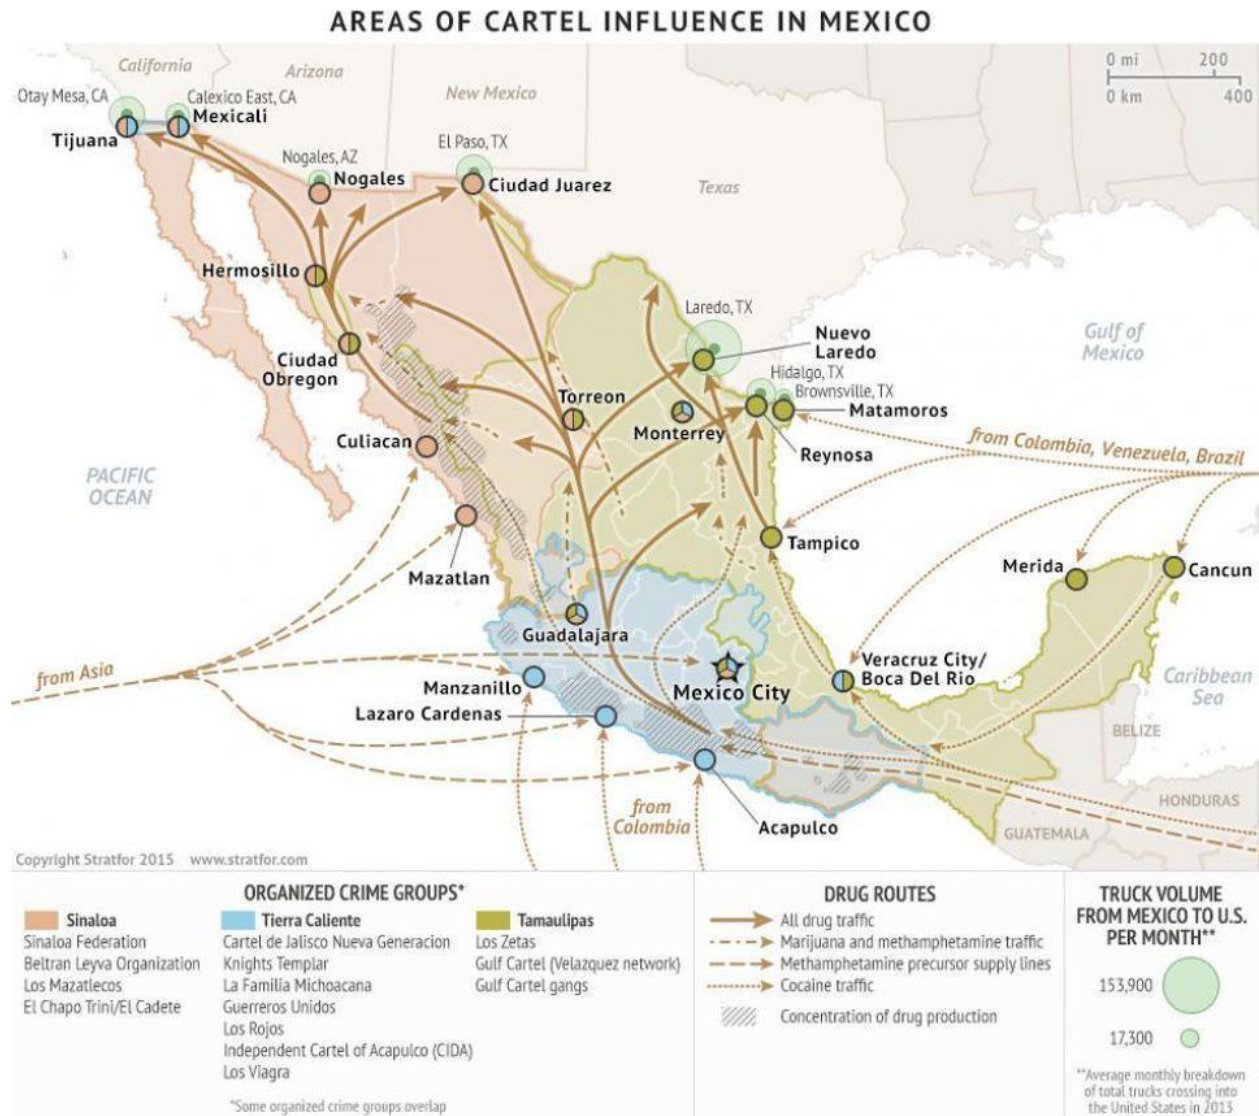 AREAS OF CARTEL INFLUENCE IN MEXICO
California
Arizona
New Mexico
Texas
0 mi 200
0 km 400
Otay Mesa, CA
Calexico East, CA
Tijuana
Mexicali
Nogales, AZ
Nogales
El Paso, TX
Ciudad Juarez
Hermosillo
Ciudad
Obregon
Laredo, TX
Nuevo
Laredo
Hidalgo, TX
Brownsville, TX
Matamoros
Reynosa
Gulf of
Mexico
Torreon
Monterrey
Culiacan
from Colombia, Venezuela, Brazil
PACIFIC
OCEAN
Mazatlan
Tampico
Merida
Cancun
Guadalajara
from Asia
Manzanillo
Mexico City
Veracruz City/
Boca Del Rio
Caribbean
Sea
Lazaro Cardenas
BELIZE
from
Colombia
Acapulco
HONDURAS
GUATEMALA
Copyright Stratfor 2015 www.stratfor.com
ORGANIZED CRIME GROUPS*
Sinaloa
Sinaloa Federation
Beltran Leyva Organization
Los Mazatlecos
El Chapo Trini/El Cadete
Tierra Caliente
Cartel de Jalisco Nueva Generacion
Knights Templar
La Familia Michoacana
Guerreros Unidos
Los Rojos
Independent Cartel of Acapulco (CIDA)
Los Viagra
Tamaulipas
Los Zetas
Gulf Cartel (Velazquez network)
Gulf Cartel gangs
*Some organized crime groups overlap
DRUG ROUTES
All drug traffic
Marijuana and methamphetamine traffic
Methamphetamine precursor supply lines
Cocaine traffic
Concentration of drug production
TRUCK VOLUME
FROM MEXICO TO U.S.
PER MONTH**
153,900
17,300
**Average monthly breakdown
of total trucks crossing into
the United States in 2013